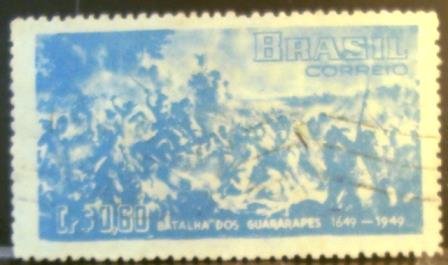 BRASIL
CORREIO
Cr$ 0,60 BATALHA DOS GUARARAPES 1649 — 1949